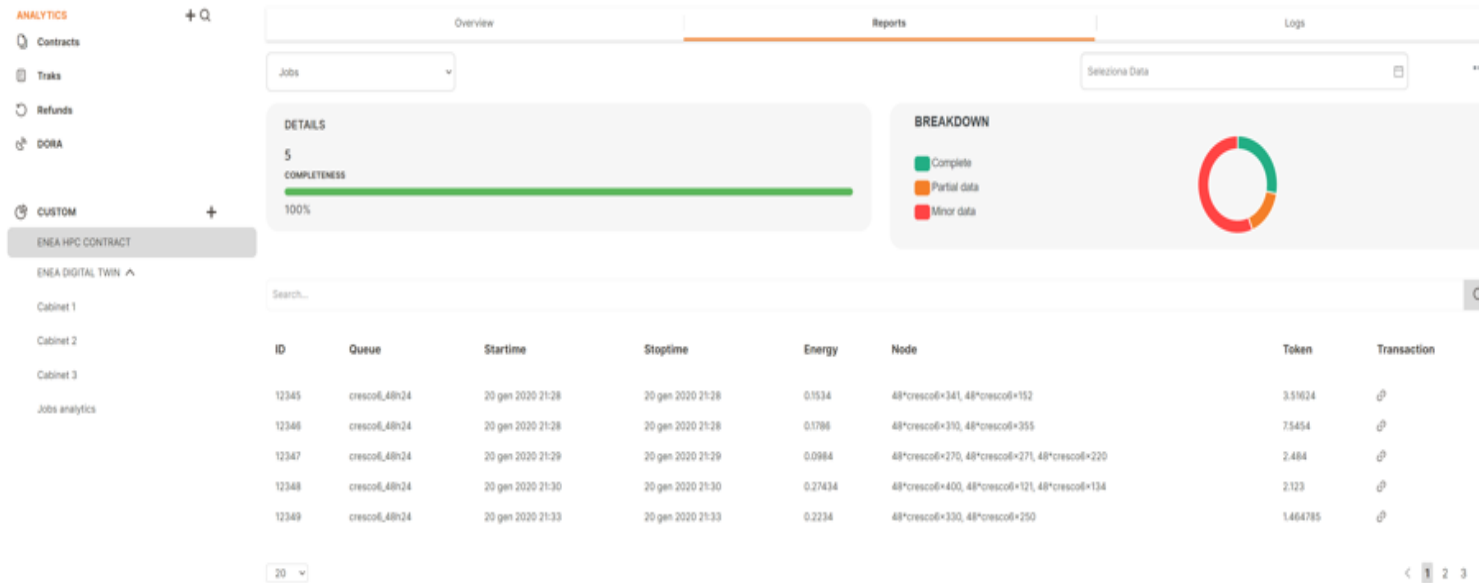 ANALYTICS
Contracts
Traks
Refunds
DORA
CUSTOM
ENEA HPC CONTRACT
ENEA DIGITAL TWIN
Cabinet 1
Cabinet 2
Cabinet 3
Jobs analytics
Overview Reports Logs
Jobs Seleziona Data
DETAILS
5
COMPLETENESS
100%
BREAKDOWN
Complete
Partial data
Minor data
Search...
ID Queue Startime Stoptime Energy Node Token Transaction
12345 cresco6_48h24 20 gen 2020 21:28 20 gen 2020 21:28 0.1534 48*cresco6×341, 48*cresco6×152 3.51624
12346 cresco6_48h24 20 gen 2020 21:28 20 gen 2020 21:28 0.1786 48*cresco6×310, 48*cresco6×355 7.5454
12347 cresco6_48h24 20 gen 2020 21:29 20 gen 2020 21:29 0.0984 48*cresco6×270, 48*cresco6×271, 48*cresco6×220 2.484
12348 cresco6_48h24 20 gen 2020 21:30 20 gen 2020 21:30 0.27434 48*cresco6×400, 48*cresco6×121, 48*cresco6×134 2.123
12349 cresco6_48h24 20 gen 2020 21:33 20 gen 2020 21:33 0.2234 48*cresco6×330, 48*cresco6×250 1.464785
20 < 1 2 3